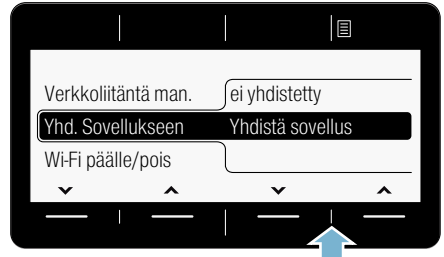 Verkkoliitäntä man. ei yhdistetty
Yhd. Sovellukseen Yhdistä sovellus
Wi-Fi päälle/pois